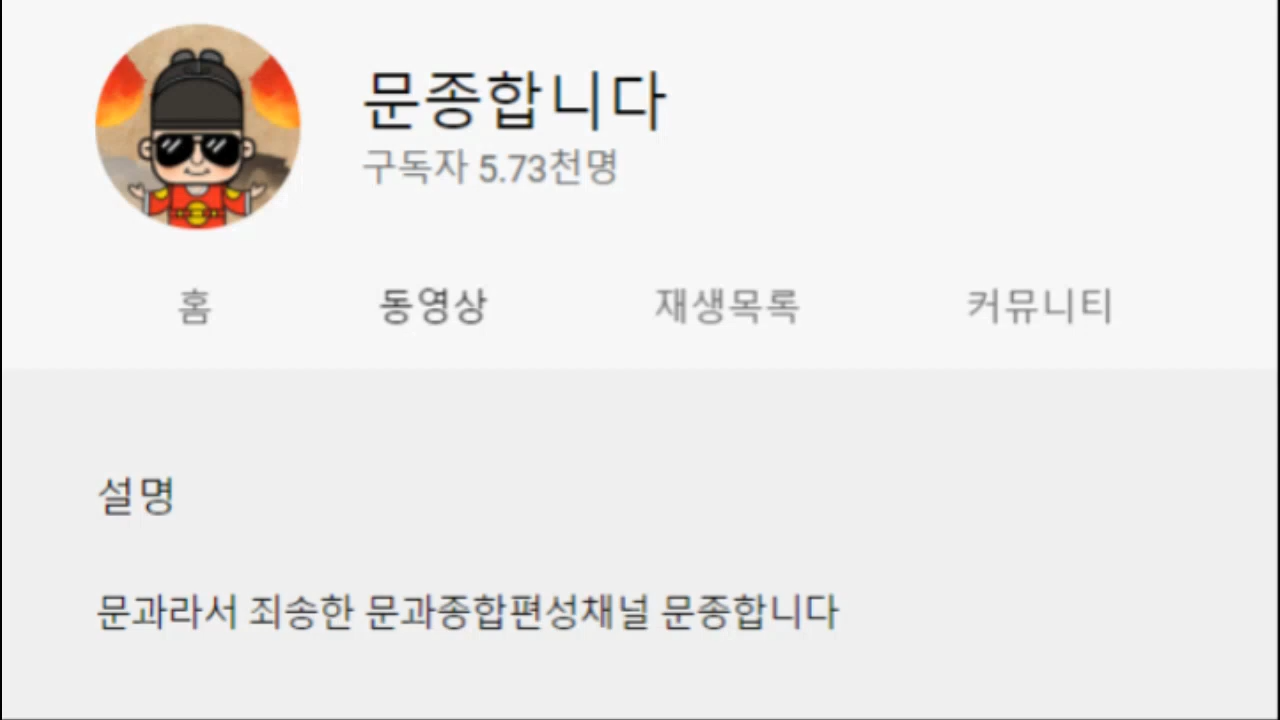 문종합니다
구독자 5.73천명
홈 동영상 재생목록 커뮤니티
설명
문과라서 죄송한 문과종합편성채널 문종합니다